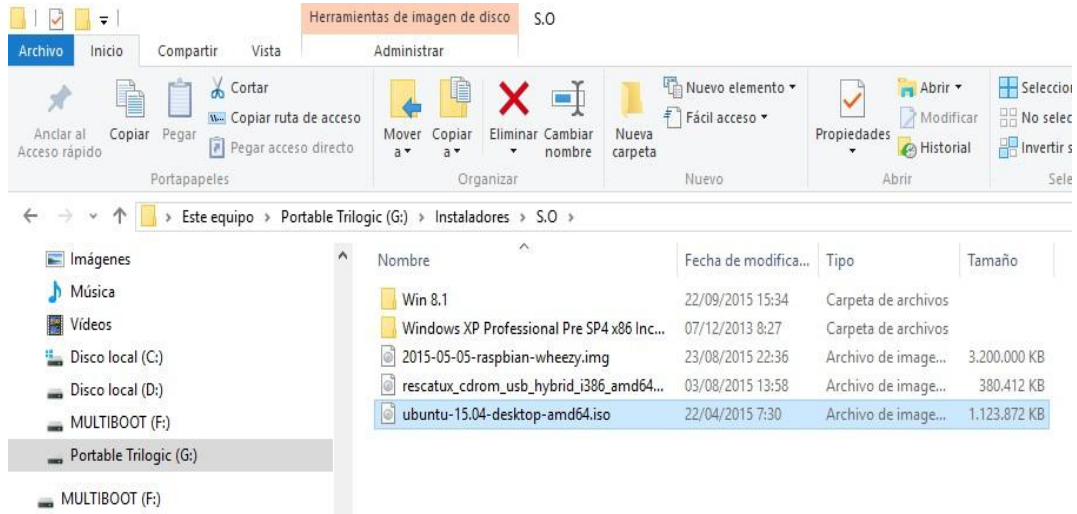 Herramientas de imagen de disco S.O
Archivo Inicio Compartir Vista Administrar
Anclar al Acceso rápido
Copiar
Pegar
Cortar
Copiar ruta de acceso
Pegar acceso directo
Mover a
Copiar a
Eliminar
Cambiar nombre
Nueva carpeta
Nuevo elemento
Fácil acceso
Propiedades
Abrir
Modificar
Historial
Seleccion
No selec
Invertir s
Portapapeles Organizar Nuevo Abrir Sele
Este equipo > Portable Trilogic (G:) > Instaladores > S.O >
Imágenes
Música
Vídeos
Disco local (C:)
Disco local (D:)
MULTIBOOT (F:)
Portable Trilogic (G:)
MULTIBOOT (F:)
Nombre Fecha de modifica... Tipo Tamaño
Win 8.1 22/09/2015 15:34 Carpeta de archivos
Windows XP Professional Pre SP4 x86 Inc... 07/12/2013 8:27 Carpeta de archivos
2015-05-05-raspbian-wheezy.img 23/08/2015 22:36 Archivo de image... 3.200.000 KB
rescatux_cdrom_usb_hybrid_i386_amd64... 03/08/2015 13:58 Archivo de image... 380.412 KB
ubuntu-15.04-desktop-amd64.iso 22/04/2015 7:30 Archivo de image... 1.123.872 KB